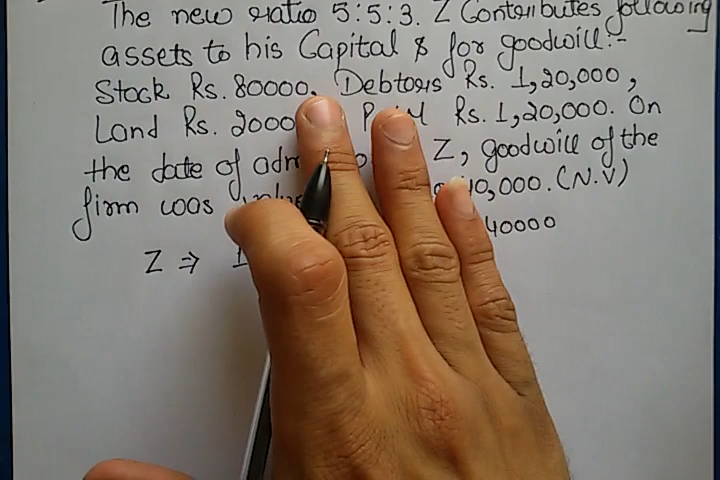 The new ratio 5:5:3. Z Contributes following
assets to his Capital & for goodwill:-
Stock Rs. 80000, Debtors Rs. 1,20,000,
Land Rs. Rs. 1,20,000. On
the date of Z, goodwill of the
firm was 10,000. (N.V)
40000
Z ⇒